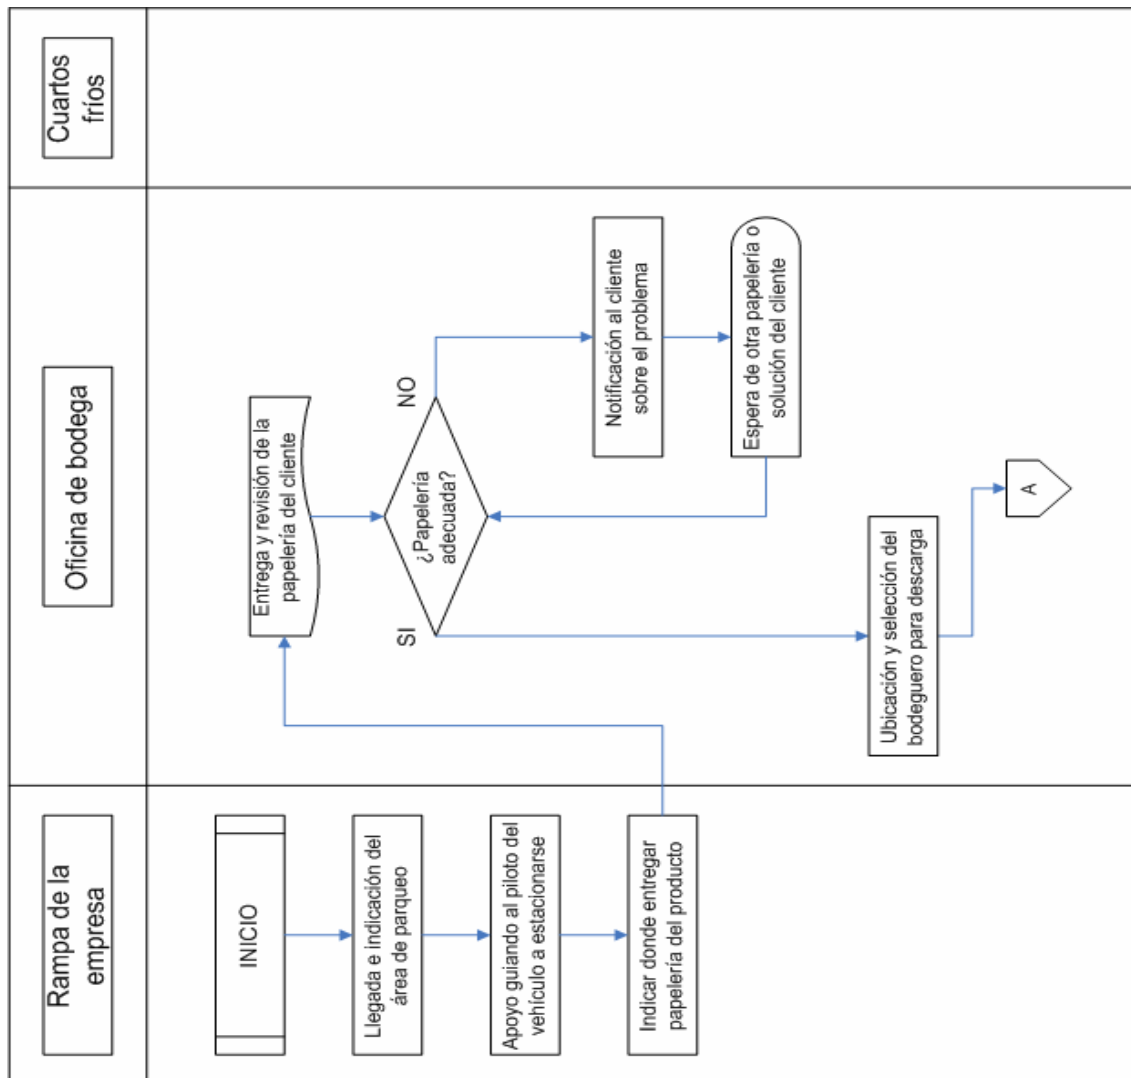 Rampa de la
empresa
Oficina de bodega
Cuartos
fríos
INICIO
Llegada e indicación del
área de parqueo
Apoyo guiando al piloto del
vehículo a estacionarse
Indicar donde entregar
papelería del producto
Entrega y revisión de la
papelería del cliente
¿Papelería
adecuada?
SI
NO
Notificación al cliente
sobre el problema
Espera de otra papelería o
solución del cliente
Ubicación y selección del
bodeguero para descarga
A